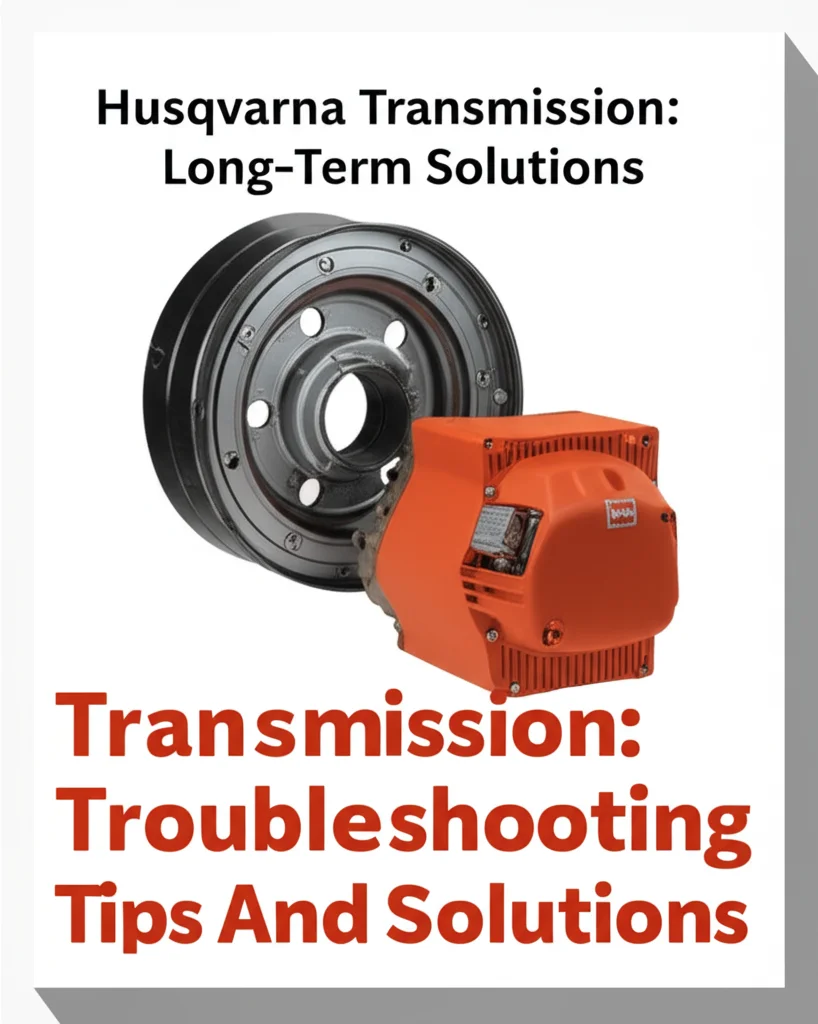 Husqvarna Transmission:
Long-Term Solutions
Transmission:
Troubleshooting
Tips And Solutions